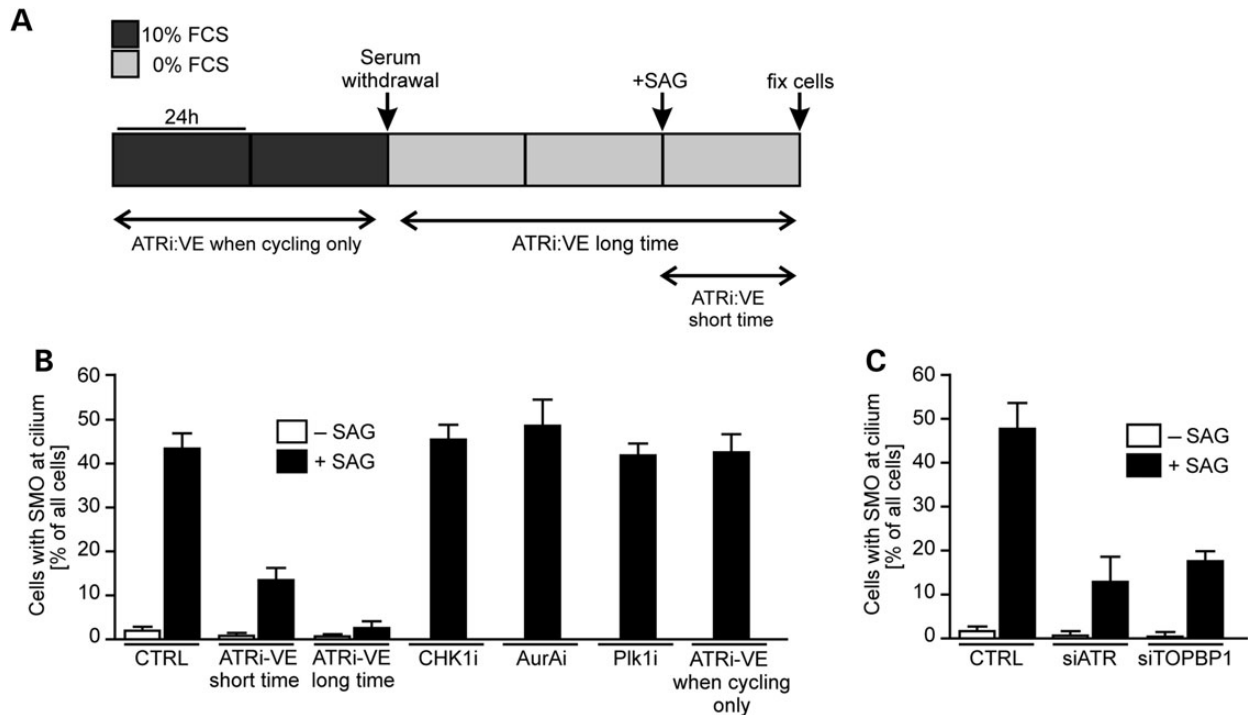 A
10% FCS
0% FCS
Serum
withdrawal
+SAG
fix cells
24h
ATRi:VE when cycling only
ATRi:VE long time
ATRi:VE
short time
B
Cells with SMO at cilium
[% of all cells]
60
50
40
30
20
10
0
– SAG
+ SAG
CTRL
ATRi-VE
short time
ATRi-VE
long time
CHK1i
AurAi
Plk1i
ATRi-VE
when cycling
only
C
Cells with SMO at cilium
[% of all cells]
60
50
40
30
20
10
0
– SAG
+ SAG
CTRL
siATR
siTOPBP1